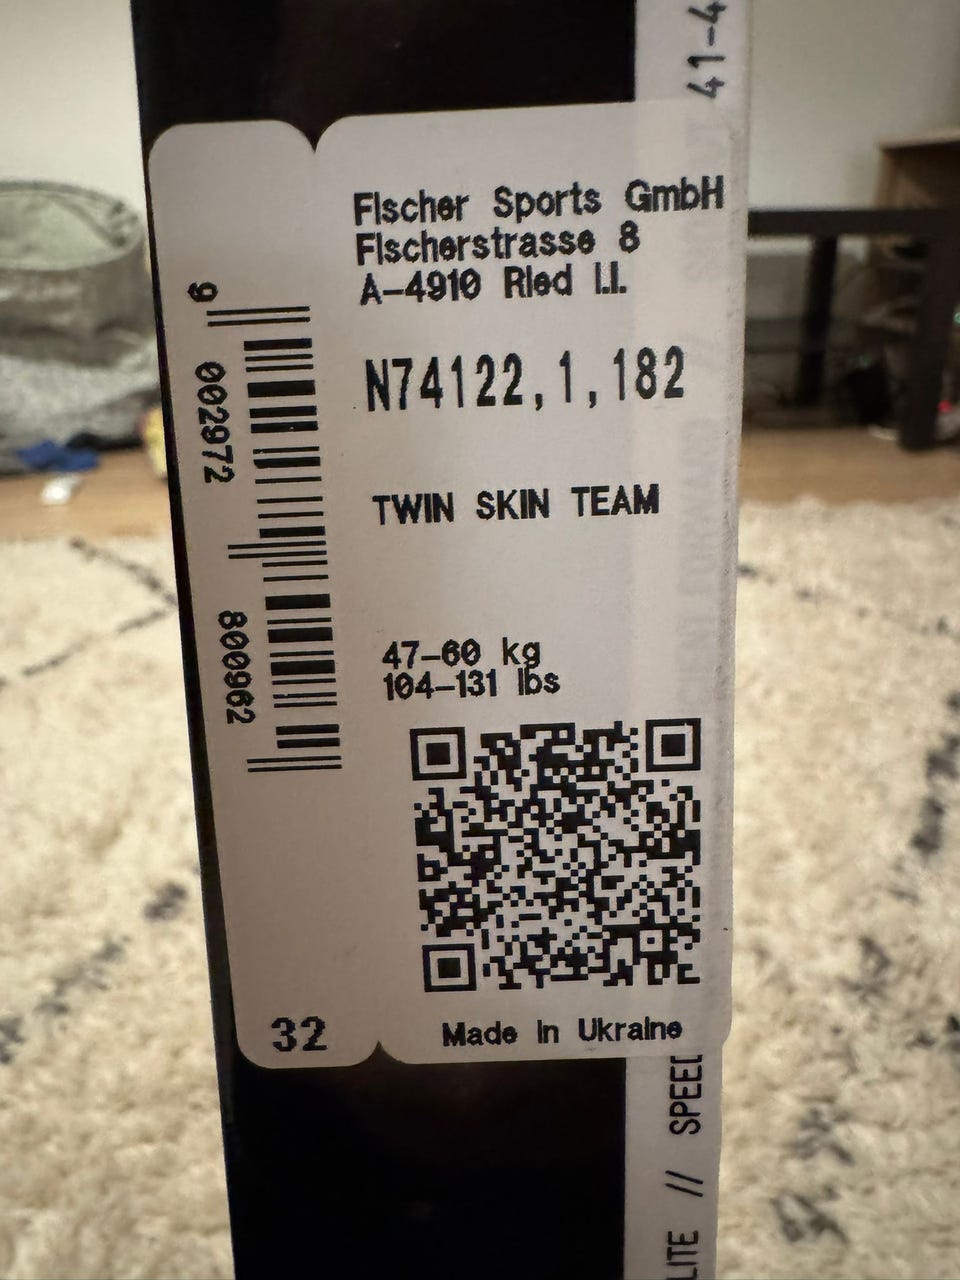 41-4
Fischer Sports GmbH
Fischerstrasse 8
A-4910 Ried I.I.
N74122,1,182
TWIN SKIN TEAM
47-60 kg
104-131 lbs
9 002972 800962
32
Made in Ukraine
LITE // SPEED